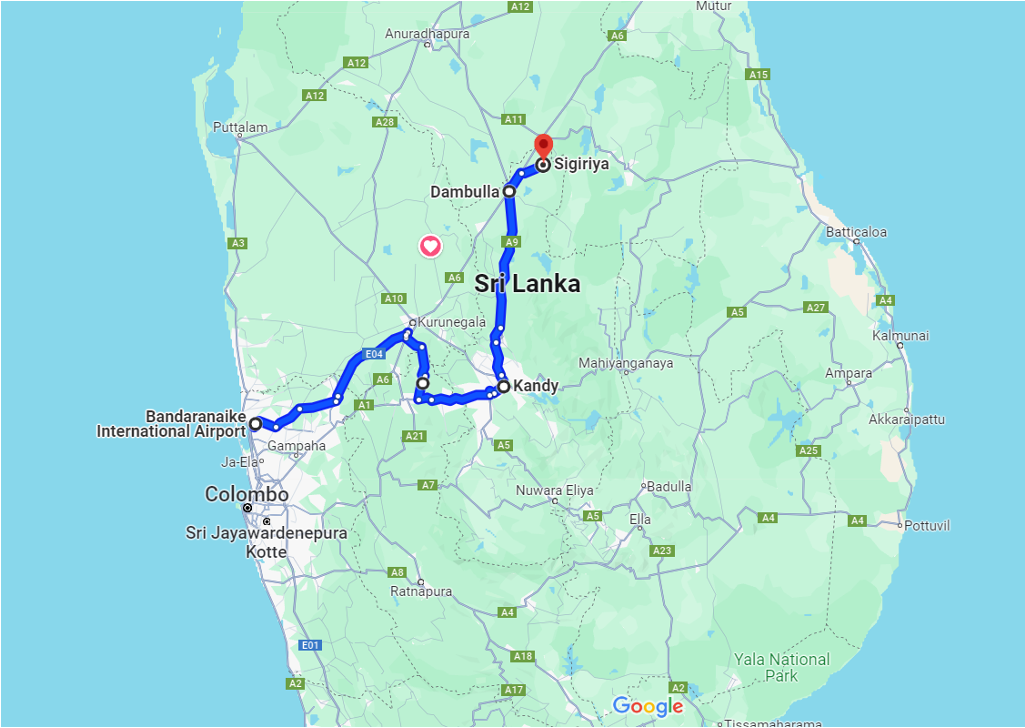 A12
Mutur
Anuradhapura
A6
A12
A15
A12
A28
A11
Puttalam
Sigiriya
Dambulla
A3
A9
Batticaloa
A6
Sri Lanka
A10
A4
A27
A5
Kurunegala
Kalmunai
E04
Mahiyanganaya
A6
Kandy
Ampara
A1
Bandaranaike
International Airport
Akkaraipattu
A21
Gampaha
A5
A25
Ja-Ela
A7
Nuwara Eliya
Badulla
Colombo
A5
Ella
A4
A4
Pottuvil
Sri Jayawardenepura
Kotte
A23
A8
Ratnapura
A4
E01
A18
Yala National
Park
A2
A17
A2
Google
Tissamaharama